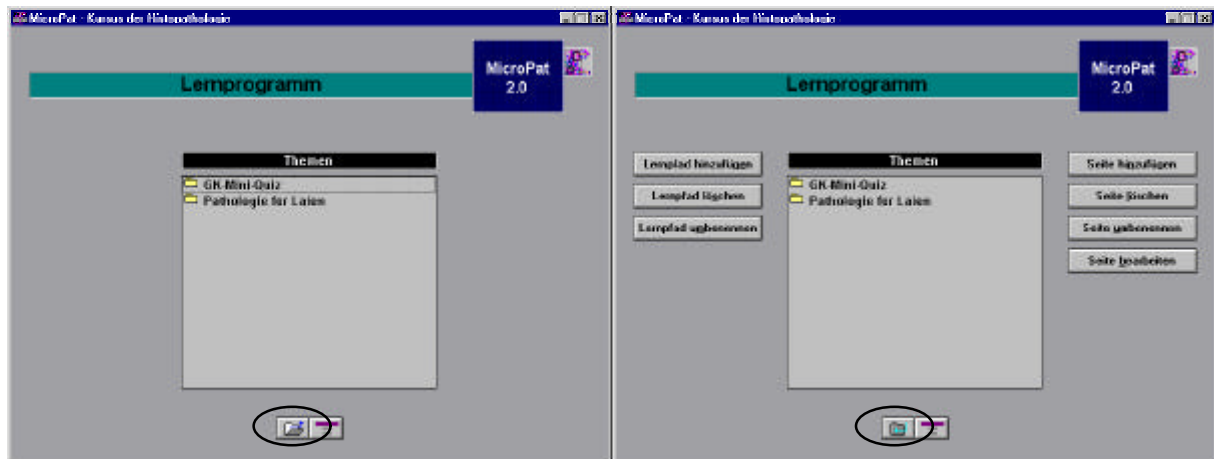 MicroPat - Kursus der Histopathologie
MicroPat
2.0
Lernprogramm
Themen
GK-Mini-Quiz
Pathologie für Laien
MicroPat - Kursus der Histopathologie
MicroPat
2.0
Lernprogramm
Lernpfad hinzufügen
Lernpfad löschen
Lernpfad umbenennen
Themen
GK-Mini-Quiz
Pathologie für Laien
Seite hinzufügen
Seite löschen
Seite umbenennen
Seite bearbeiten